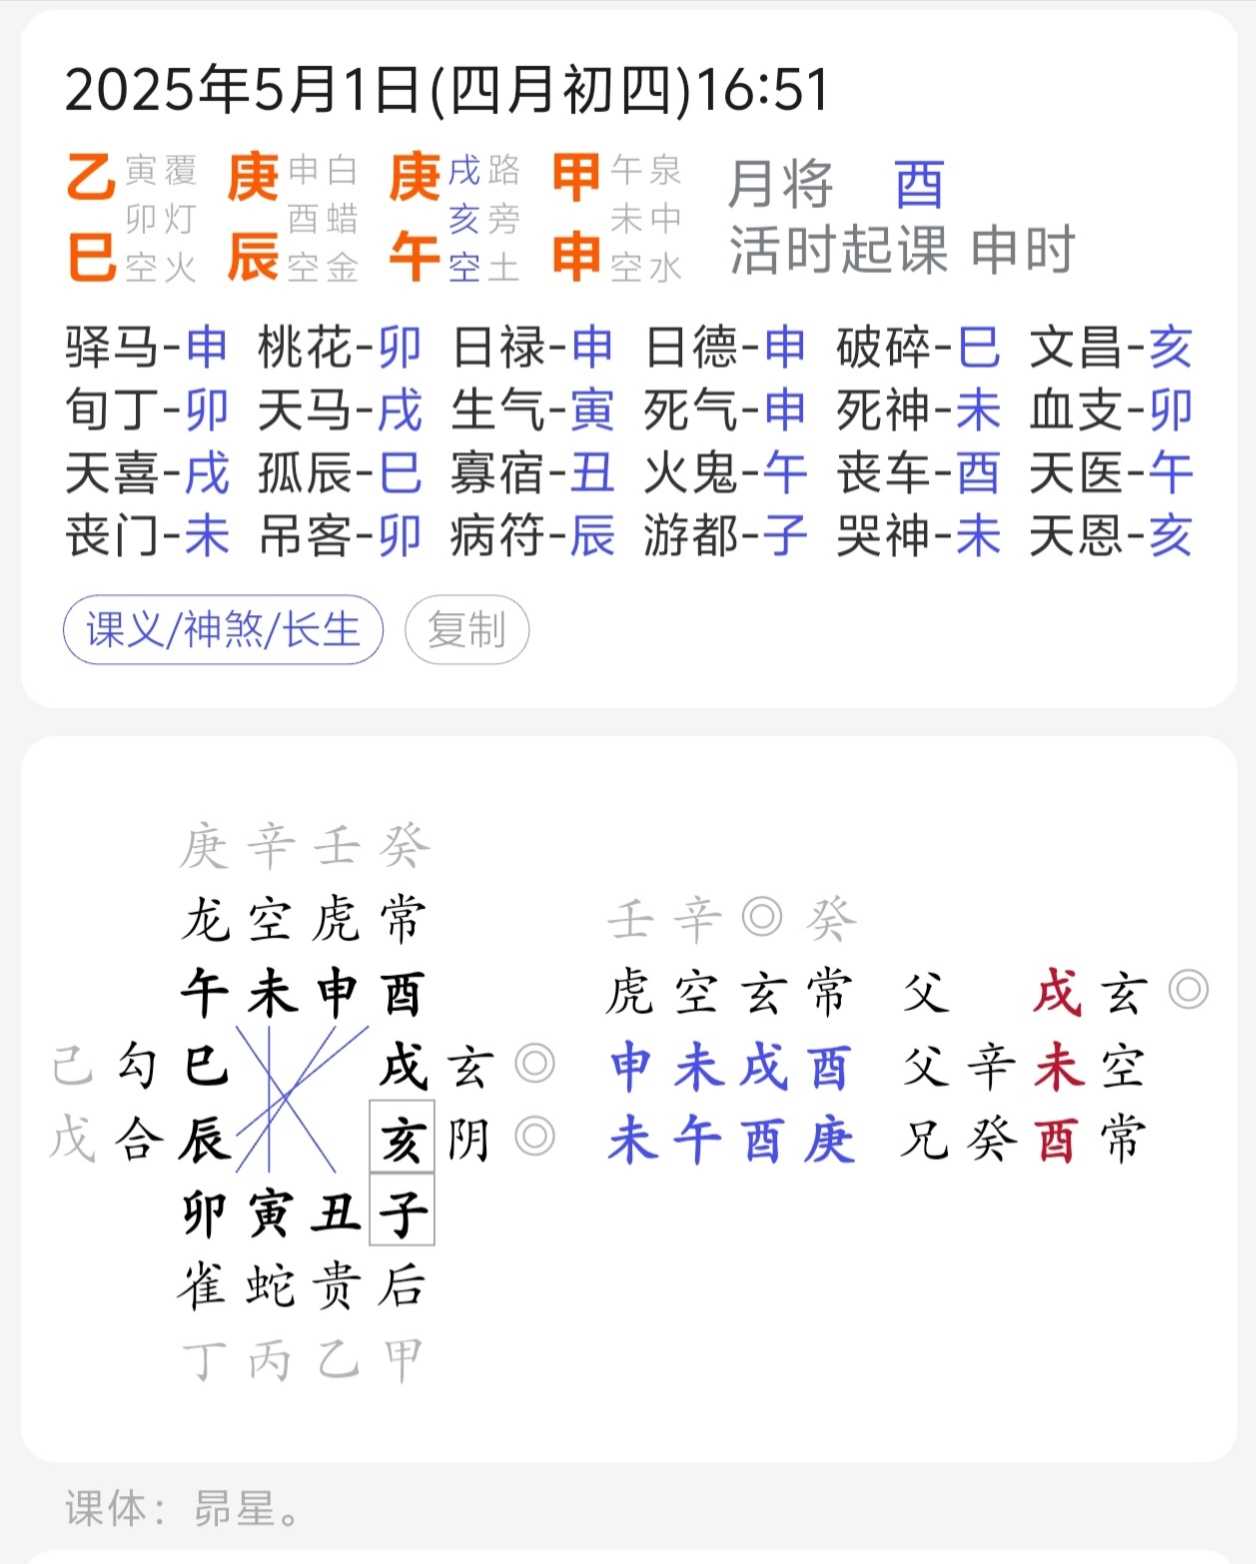 2025年5月1日(四月初四)16:51
乙 寅覆 庚 申白 庚 戌路 甲 午泉 月将 酉
卯灯 酉蜡 亥旁 未中
巳 空火 辰 空金 午 空土 申 空水 活时起课 申时
驿马-申 桃花-卯 日禄-申 日德-申 破碎-巳 文昌-亥
旬丁-卯 天马-戌 生气-寅 死气-申 死神-未 血支-卯
天喜-戌 孤辰-巳 寡宿-丑 火鬼-午 丧车-酉 天医-午
丧门-未 吊客-卯 病符-辰 游都-子 哭神-未 天恩-亥
课义/神煞/长生 复制
庚 辛 壬 癸
龙 空 虎 常 壬 辛 ◎ 癸
午 未 申 酉 虎 空 玄 常 父 戌 玄 ◎
己 勾 巳 戌 玄 ◎ 申 未 戌 酉 父 辛 未 空
戊 合 辰 亥 阴 ◎ 未 午 酉 庚 兄 癸 酉 常
卯 寅 丑 子
雀 蛇 贵 后
丁 丙 乙 甲
课体：昴星。